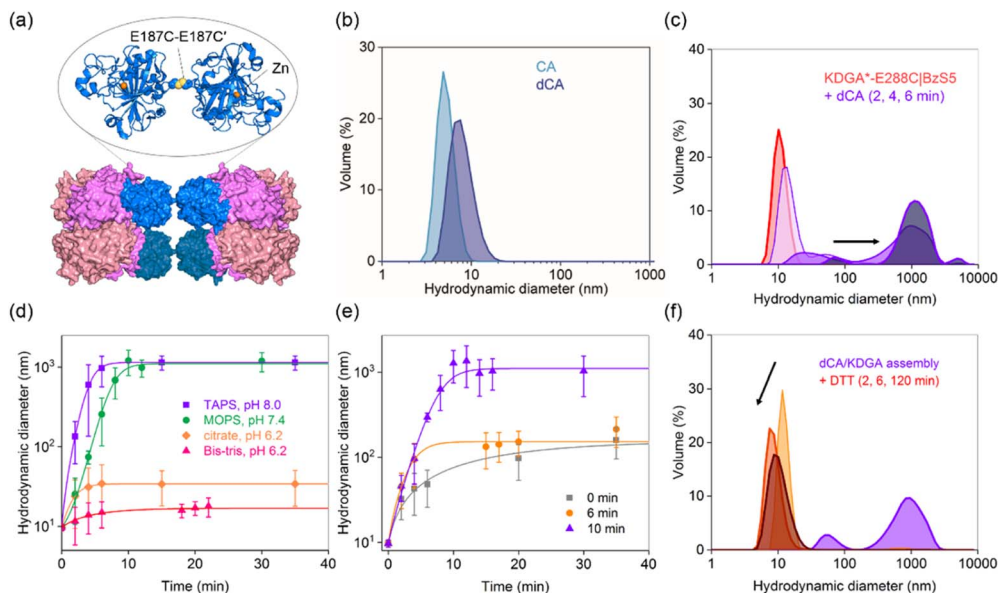 (a)
E187C-E187C'
Zn
(b)
Volume (%)
30
20
10
0
CA
dCA
1
10
100
1000
Hydrodynamic diameter (nm)
(c)
Volume (%)
40
30
20
10
0
KDGA*-E288C|BzS5
+ dCA (2, 4, 6 min)
1
10
100
1000
10000
Hydrodynamic diameter (nm)
(d)
Hydrodynamic diameter (nm)
10³
10²
10¹
TAPS, pH 8.0
MOPS, pH 7.4
citrate, pH 6.2
Bis-tris, pH 6.2
0
10
20
30
40
Time (min)
(e)
Hydrodynamic diameter (nm)
10³
10²
10¹
0 min
6 min
10 min
0
10
20
30
40
Time (min)
(f)
Volume (%)
40
30
20
10
0
dCA/KDGA assembly
+ DTT (2, 6, 120 min)
1
10
100
1000
10000
Hydrodynamic diameter (nm)